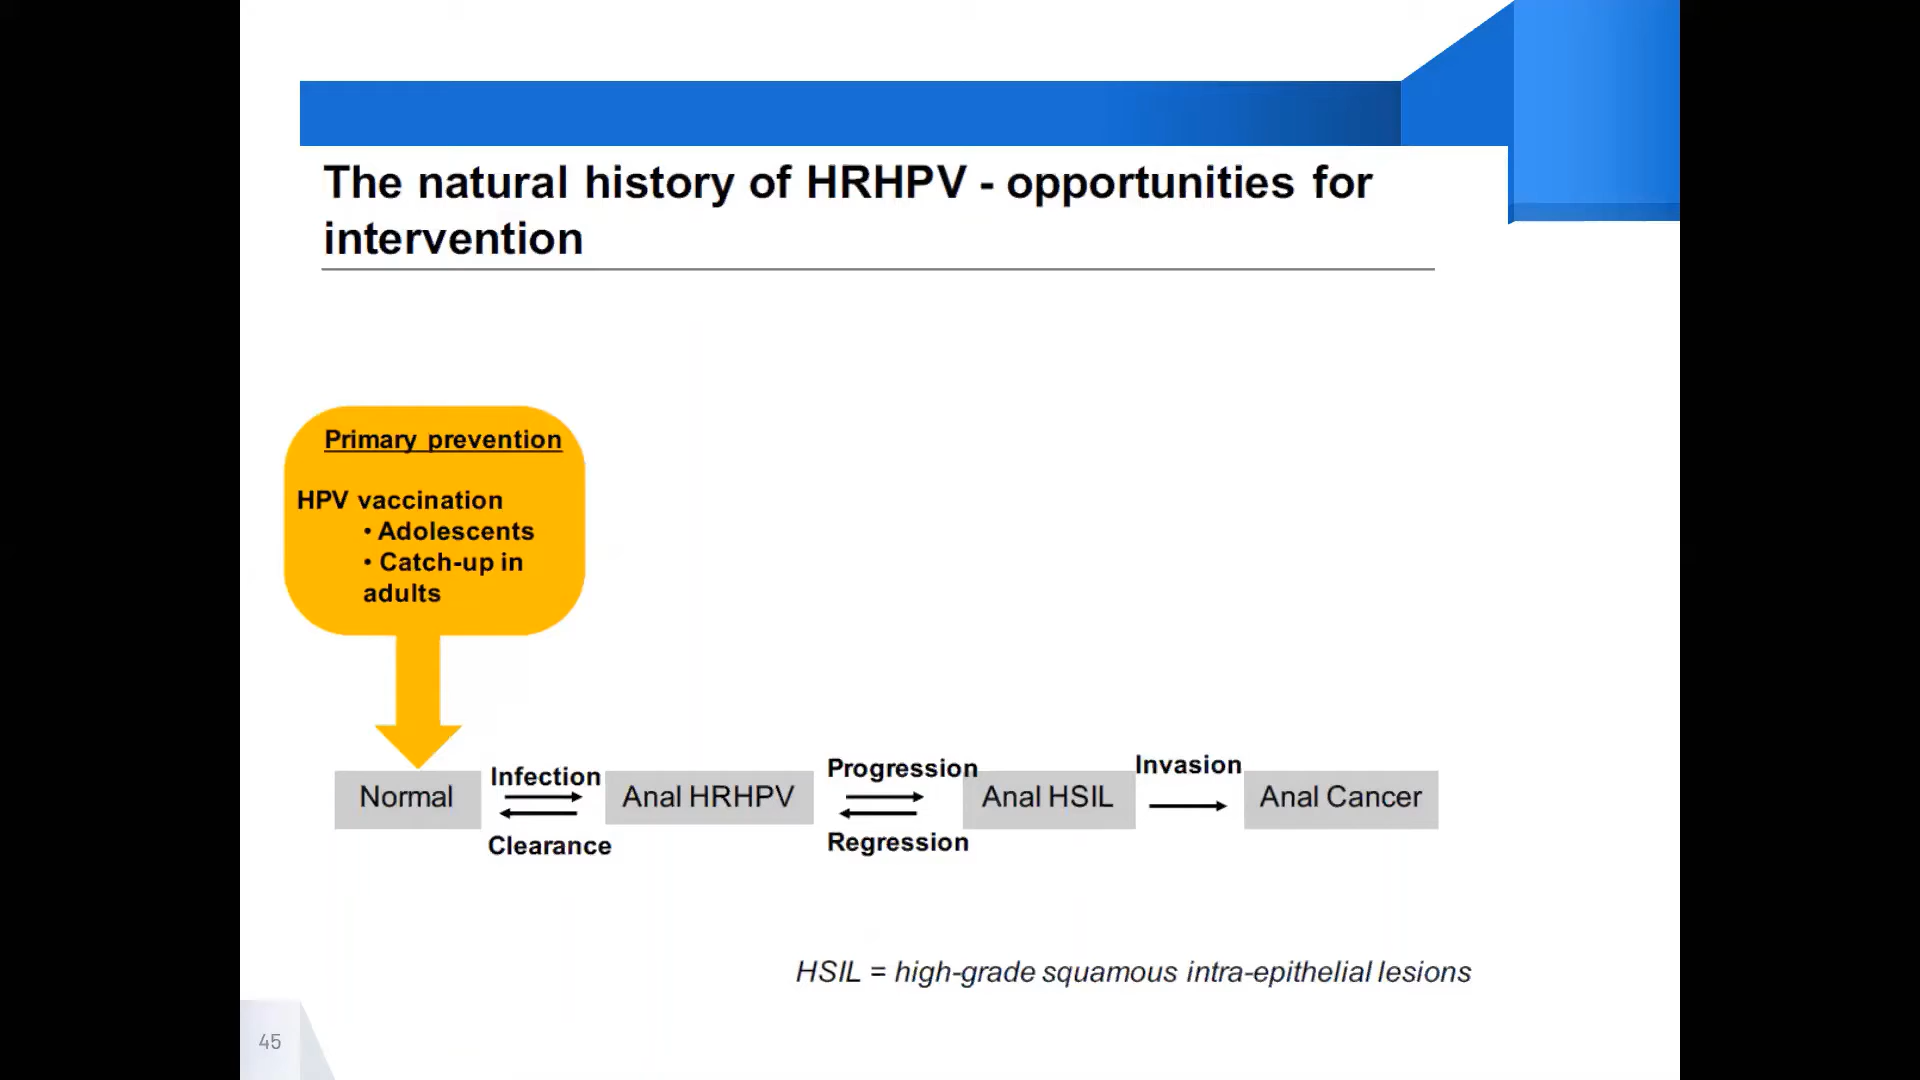 The natural history of HRHPV - opportunities for
intervention
Primary prevention
HPV vaccination
• Adolescents
• Catch-up in
adults
Normal
Infection
Clearance
Anal HRHPV
Progression
Regression
Anal HSIL
Invasion
Anal Cancer
HSIL = high-grade squamous intra-epithelial lesions
45